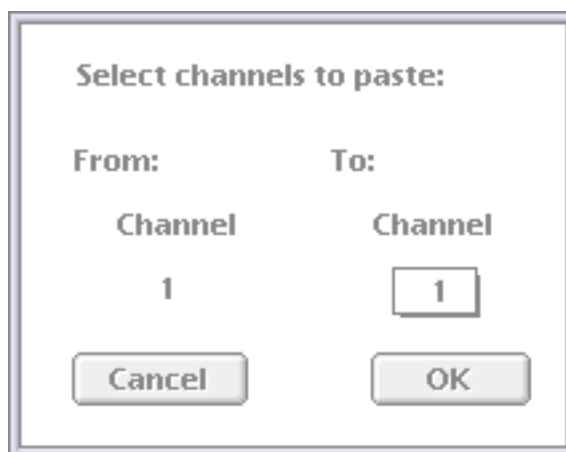 Select channels to paste:
From: To:
Channel Channel
1 1
Cancel OK